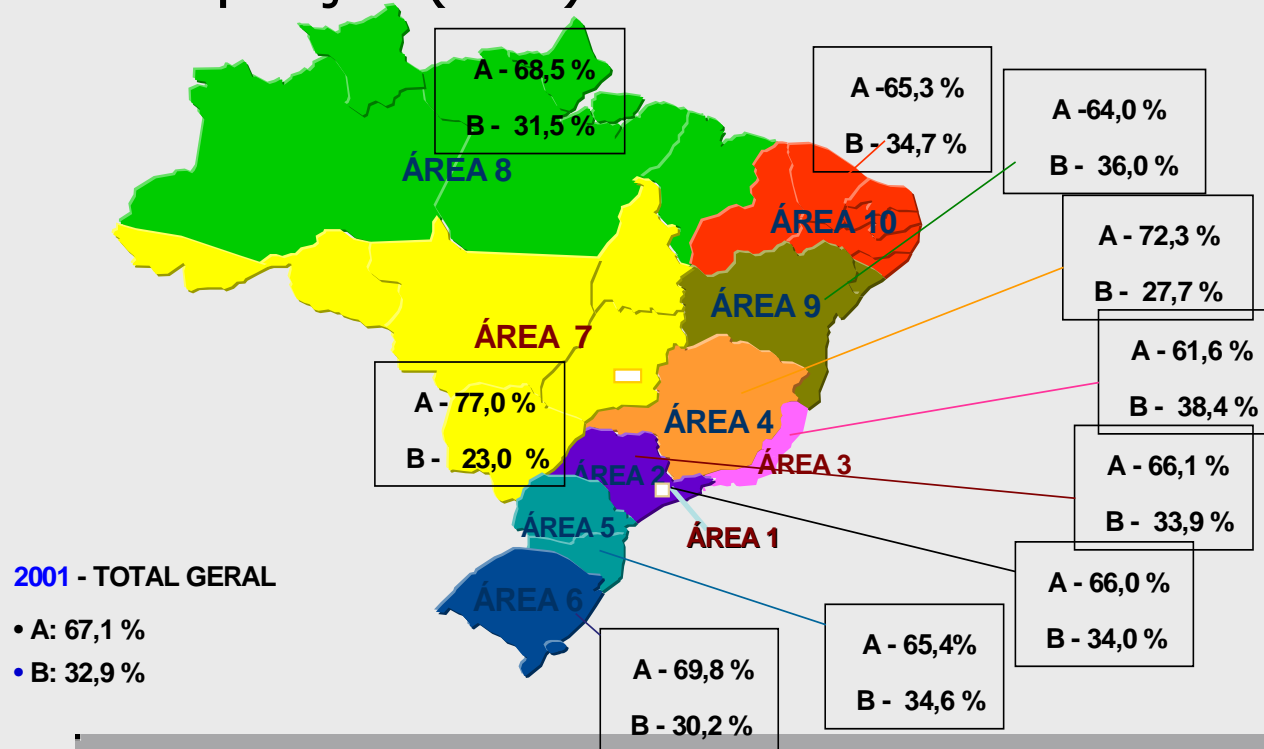 A - 68,5 %
B - 31,5 %
ÁREA 8
A -65,3 %
B - 34,7 %
A -64,0 %
B - 36,0 %
ÁREA 10
A - 72,3 %
B - 27,7 %
ÁREA 9
ÁREA 7
A - 61,6 %
B - 38,4 %
A - 77,0 %
B - 23,0 %
ÁREA 4
ÁREA 3
A - 66,1 %
B - 33,9 %
ÁREA 2
ÁREA 5
ÁREA 1
A - 66,0 %
B - 34,0 %
2001 - TOTAL GERAL
• A: 67,1 %
• B: 32,9 %
ÁREA 6
A - 65,4%
B - 34,6 %
A - 69,8 %
B - 30,2 %